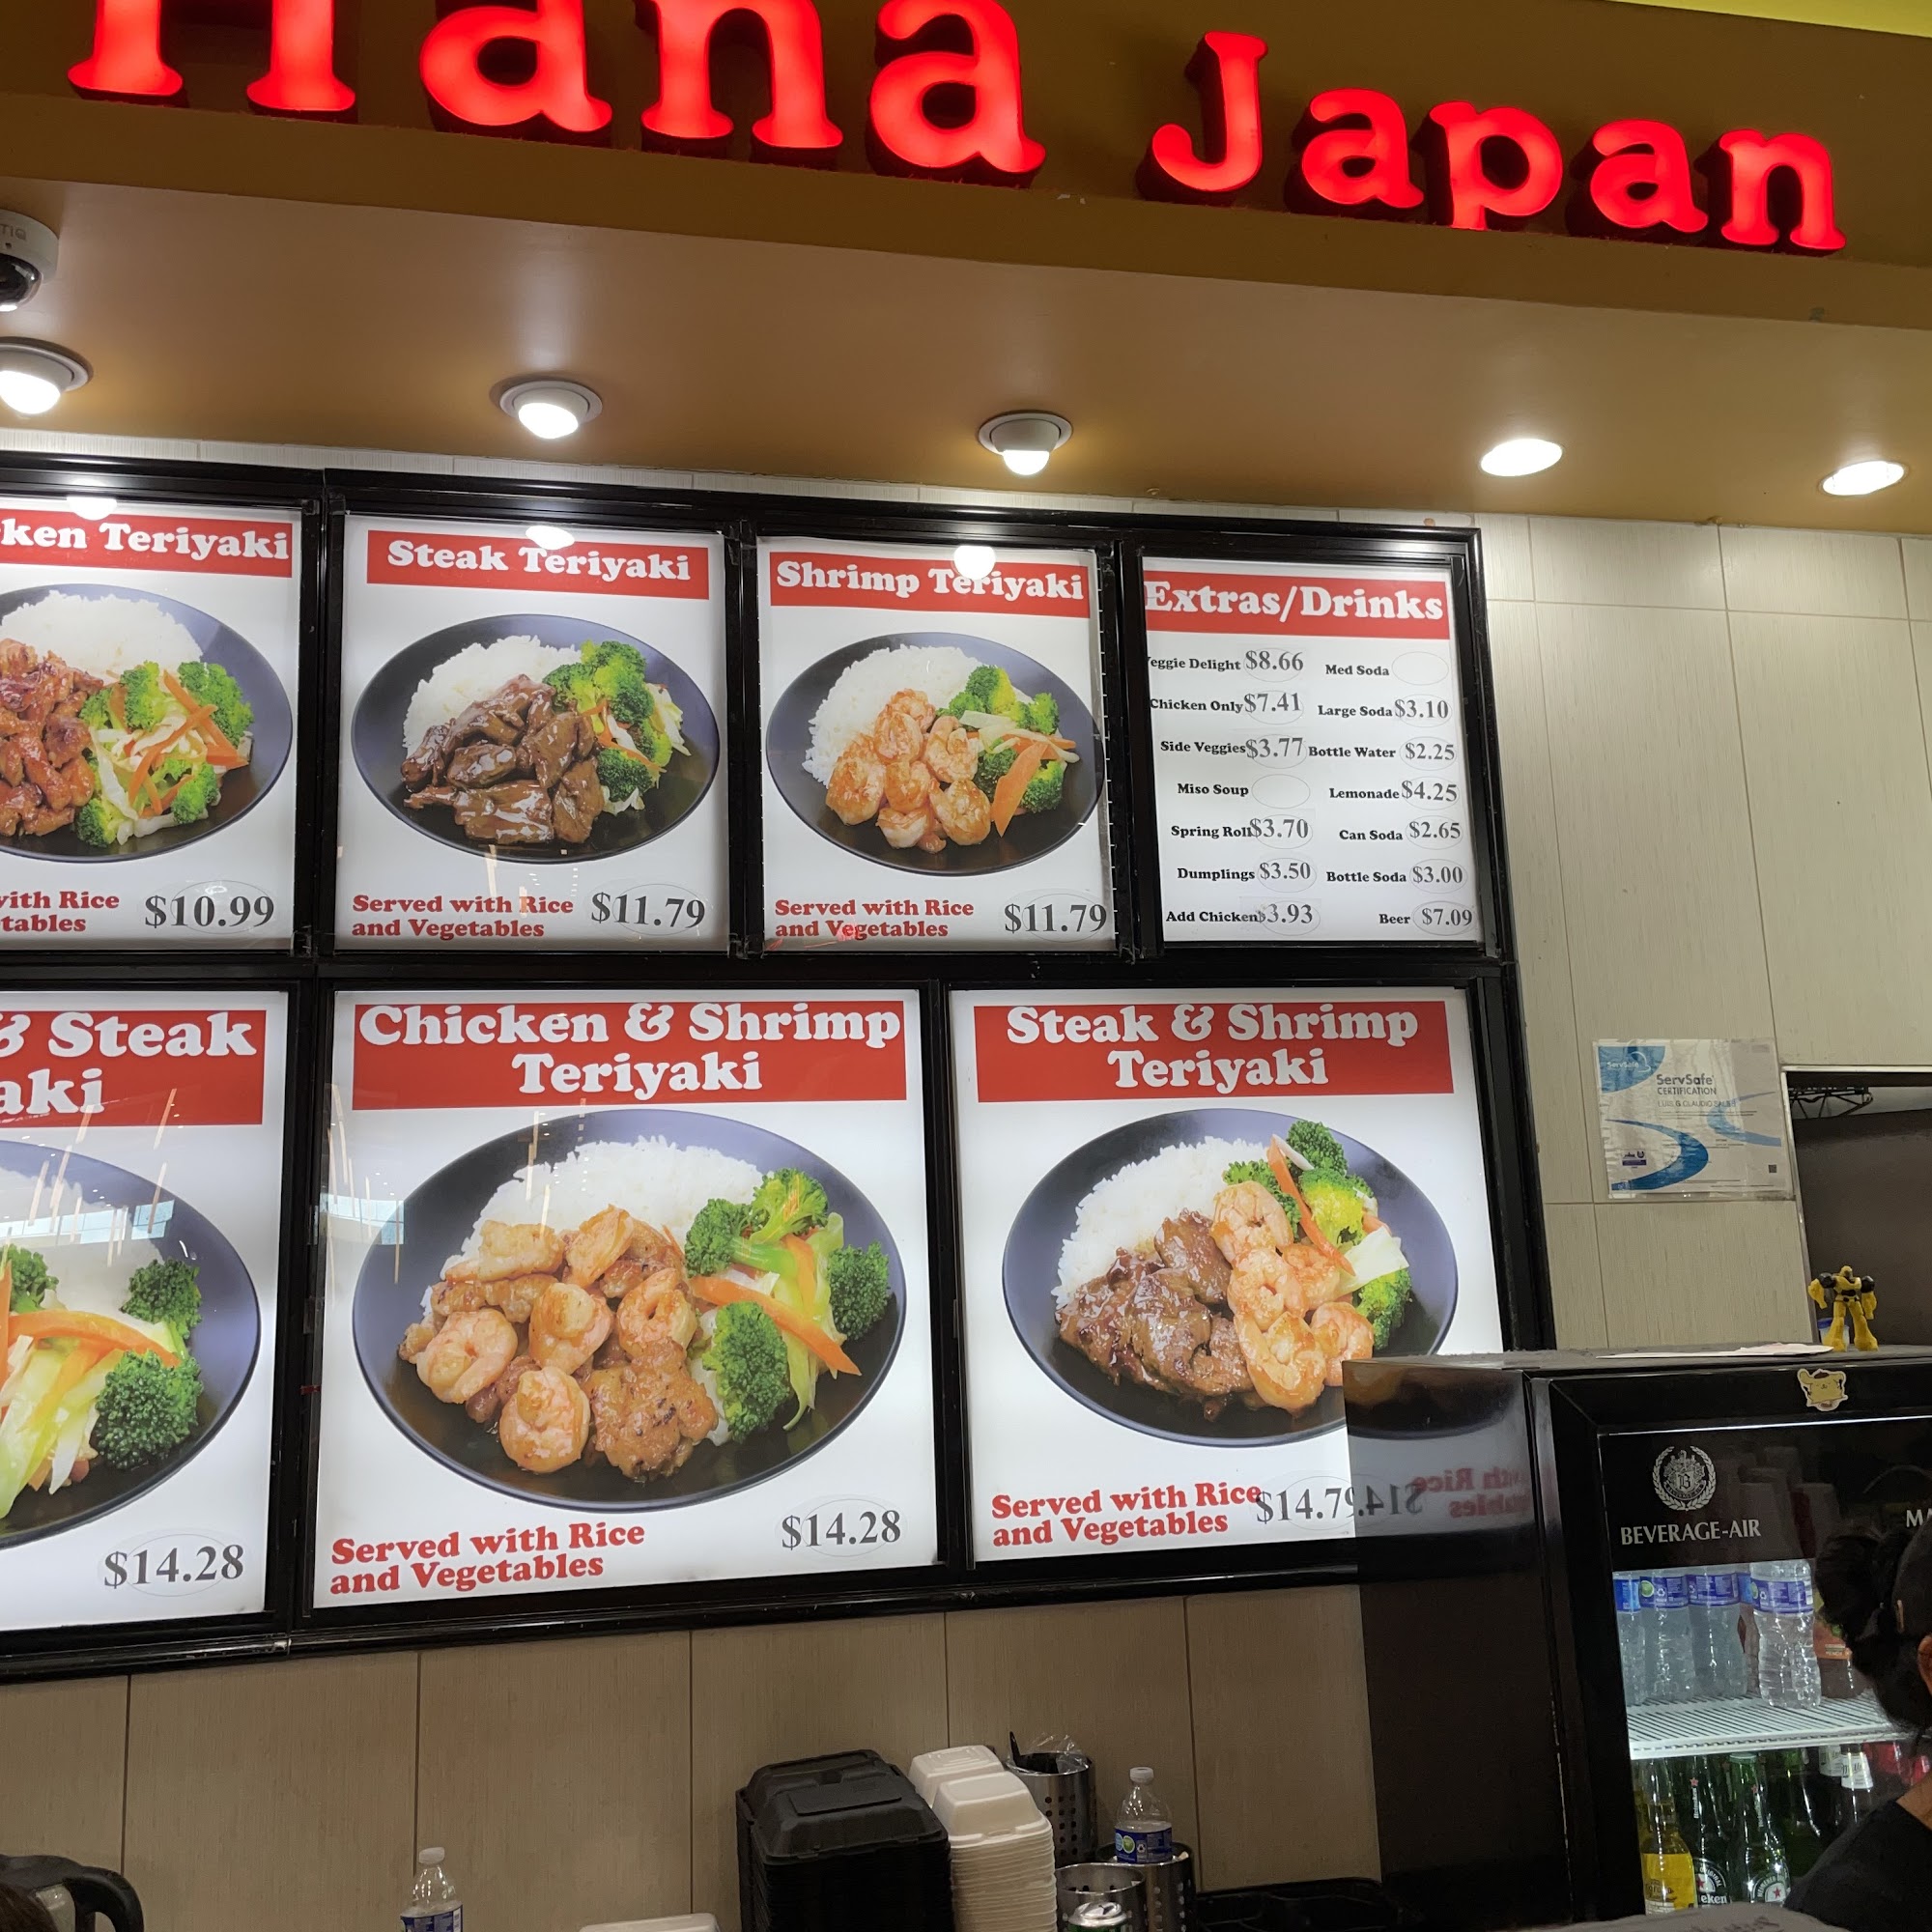 Hana Japan
ken Teriyaki
with Rice
tables
$10.99
Steak Teriyaki
Served with Rice
and Vegetables
$11.79
Shrimp Teriyaki
Served with Rice
and Vegetables
$11.79
Extras/Drinks
eggie Delight $8.66
Med Soda
Chicken Only $7.41
Large Soda $3.10
Side Veggies $3.77
Bottle Water $2.25
Miso Soup
Lemonade $4.25
Spring Roll $3.70
Can Soda $2.65
Dumplings $3.50
Bottle Soda $3.00
Add Chicken $3.93
Beer $7.09
& Steak
aki
$14.28
Chicken & Shrimp
Teriyaki
Served with Rice
and Vegetables
$14.28
Steak & Shrimp
Teriyaki
Served with Rice
and Vegetables
$14.79
ServSafe
ServSafe
CERTIFICATION
B
BEVERAGE-AIR
MA